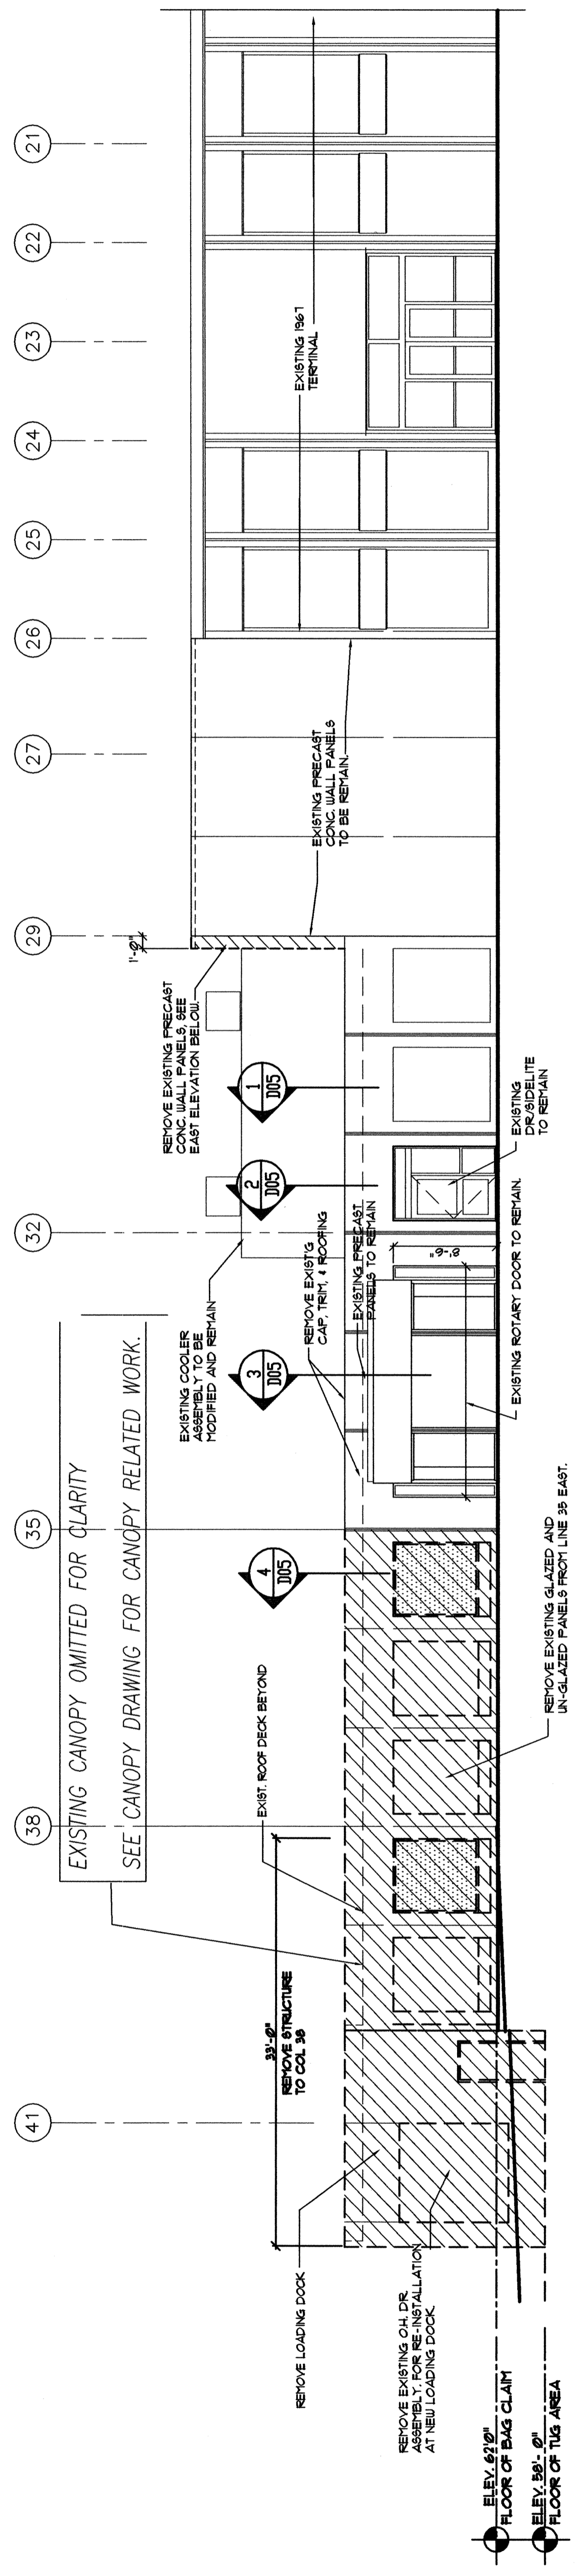 41
38
35
32
29
27
26
25
24
23
22
21
EXISTING CANOPY OMITTED FOR CLARITY
SEE CANOPY DRAWING FOR CANOPY RELATED WORK.
1'-0"
REMOVE EXISTING PRECAST
CONC. WALL PANELS, SEE
EAST ELEVATION BELOW.
EXISTING COOLER
ASSEMBLY TO BE
MODIFIED AND REMAIN
EXIST. ROOF DECK BEYOND
33'-0"
REMOVE STRUCTURE
TO COL 38
4
D05
3
D05
2
D05
1
D05
REMOVE LOADING DOCK
REMOVE EXIST'G
CAP, TRIM, & ROOFING
EXISTING PRECAST
PANELS TO REMAIN
EXISTING PRECAST
CONC. WALL PANELS
TO BE REMAIN.
EXISTING 1967
TERMINAL
REMOVE EXISTING O.H. DR.
ASSEMBLY. FOR RE-INSTALLATION
AT NEW LOADING DOCK.
8'-6"
ELEV. 62'0"
FLOOR OF BAG CLAIM
ELEV. 58'-0"
FLOOR OF TUG AREA
EXISTING
DR/SIDELITE
TO REMAIN
EXISTING ROTARY DOOR TO REMAIN.
REMOVE EXISTING GLAZED AND
UN-GLAZED PANELS FROM LINE 35 EAST.